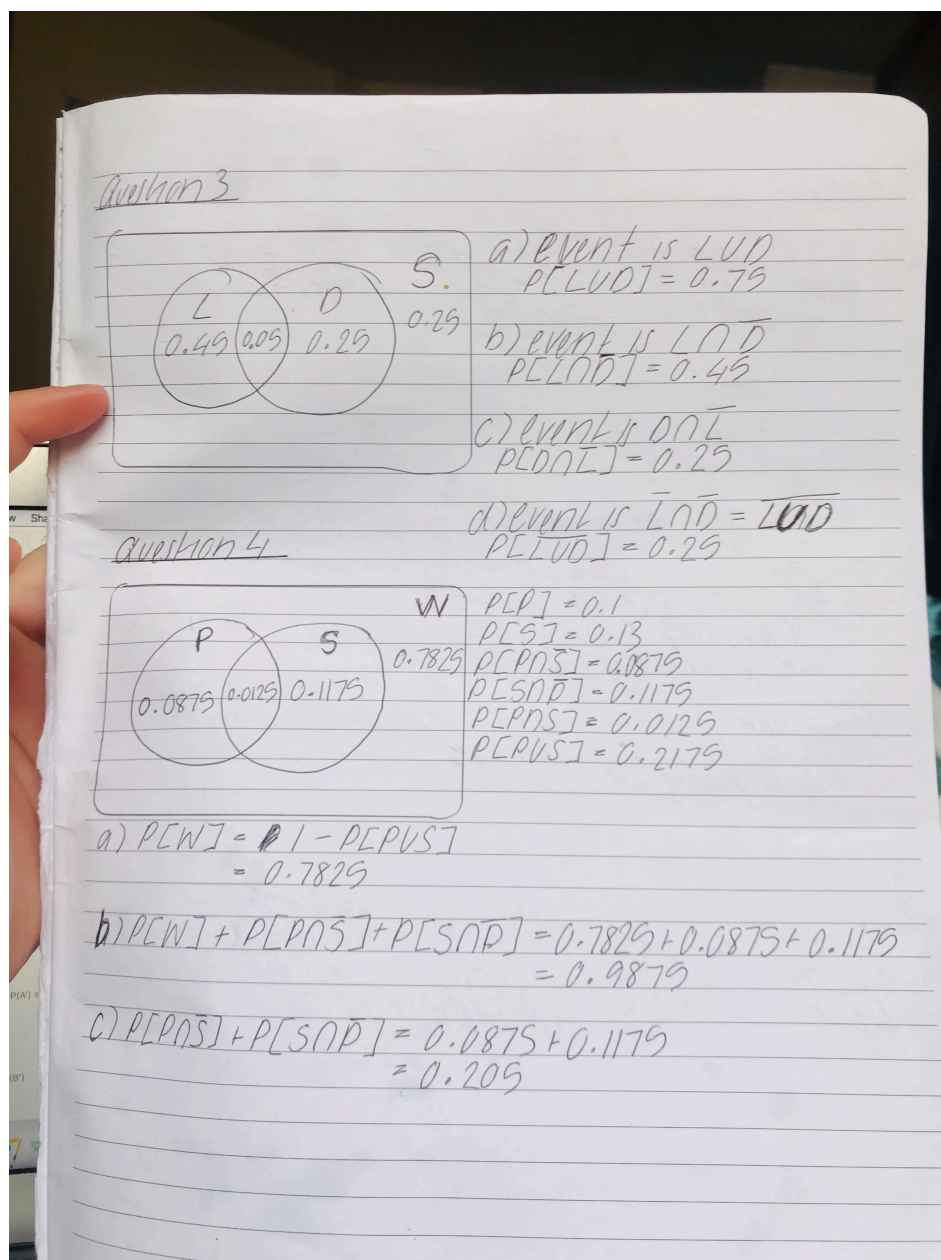 Question 3
S.
L
D
0.45
0.05
0.25
0.25
a) event is L∪D
P[L∪D] = 0.75
b) event is L∩D̅
P[L∩D̅] = 0.45
c) event is D∩L̅
P[D∩L̅] = 0.25
d) event is L̅∩D̅ = L̅∪̅D̅
P[L̅∪̅D̅] = 0.25
Question 4
W
P
S
0.7825
0.0875
0.0125
0.1175
P[P] = 0.1
P[S] = 0.13
P[P∩S̅] = 0.0875
P[S∩P̅] = 0.1175
P[P∩S] = 0.0125
P[P∪S] = 0.2175
a) P[W] = 1 - P[P∪S]
= 0.7825
b) P[W] + P[P∩S̅] + P[S∩P̅] = 0.7825 + 0.0875 + 0.1175
= 0.9875
c) P[P∩S̅] + P[S∩P̅] = 0.0875 + 0.1175
= 0.205
w Sha
P(A') =
(B')